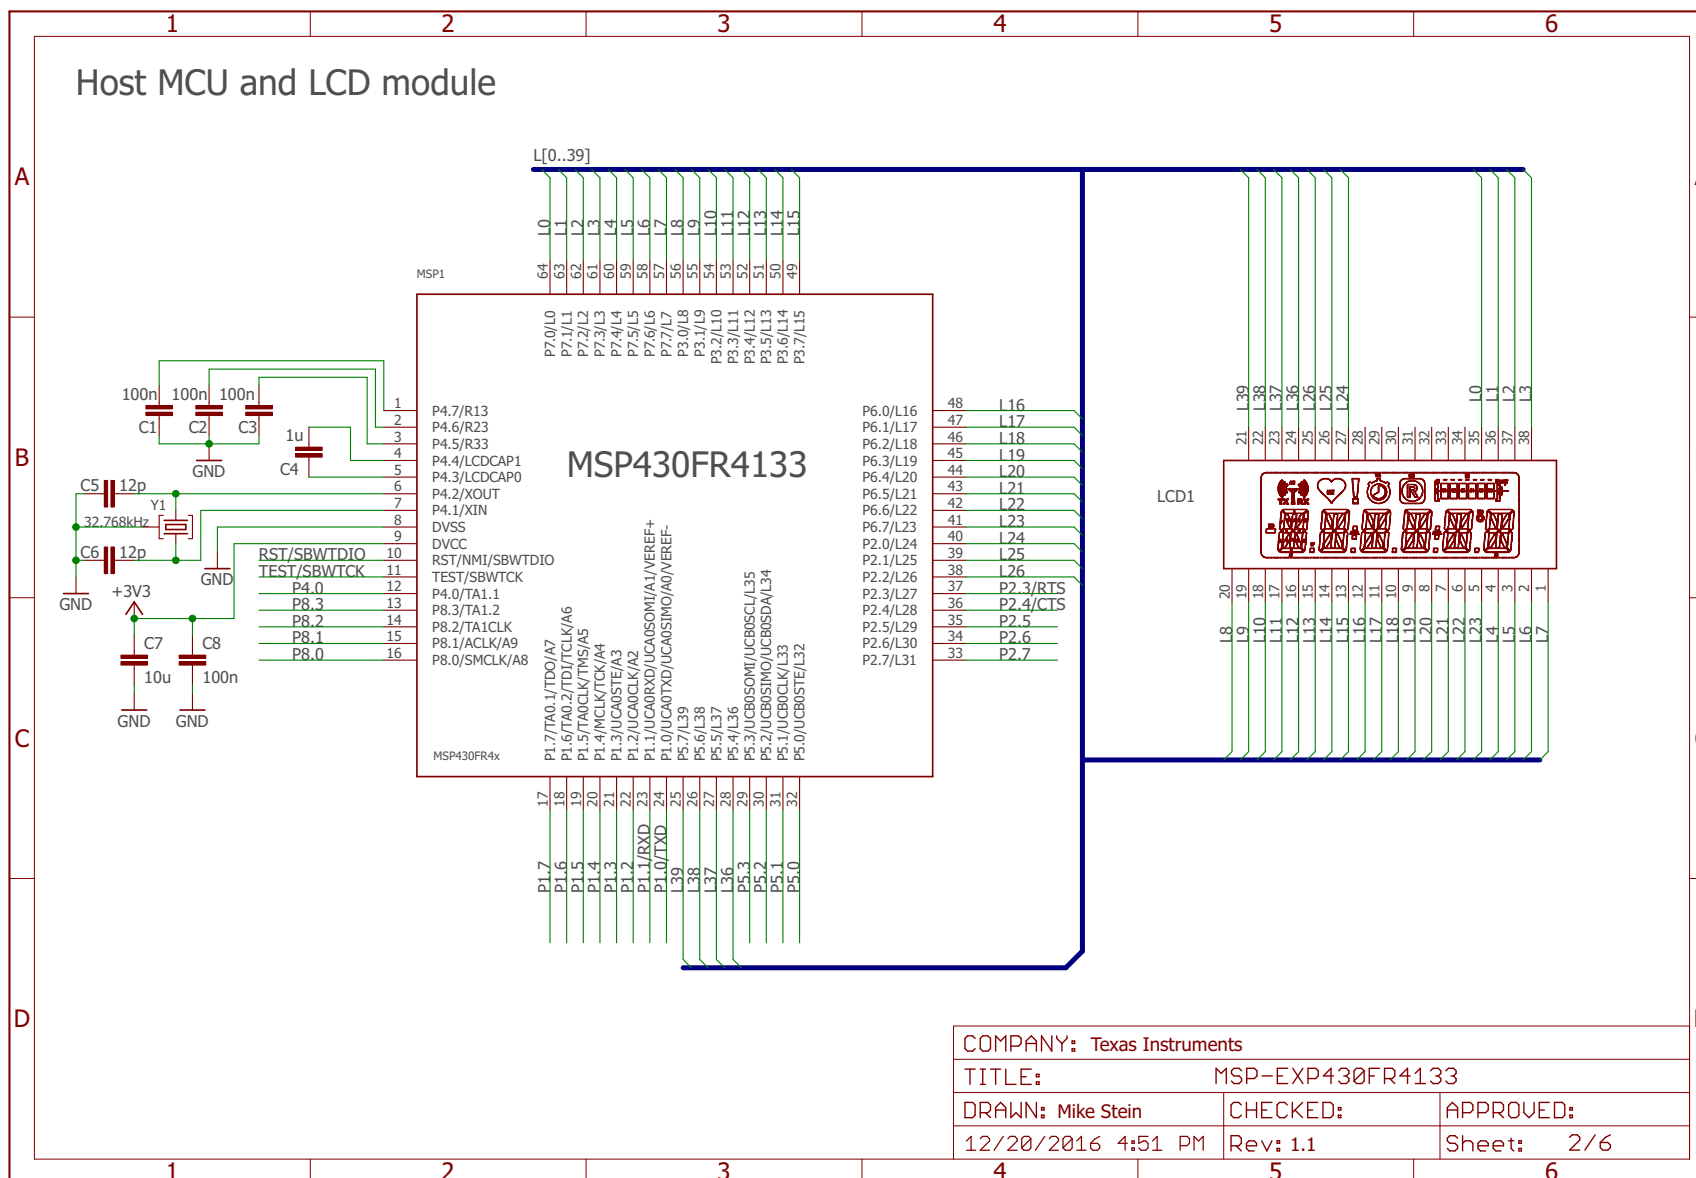 1 2 3 4 5 6
Host MCU and LCD module
A
B
C
D
L[0..39]
L0 L1 L2 L3 L4 L5 L6 L7 L8 L9 L10 L11 L12 L13 L14 L15
64 63 62 61 60 59 58 57 56 55 54 53 52 51 50 49
MSP1
P7.0/L0
P7.1/L1
P7.2/L2
P7.3/L3
P7.4/L4
P7.5/L5
P7.6/L6
P7.7/L7
P3.0/L8
P3.1/L9
P3.2/L10
P3.3/L11
P3.4/L12
P3.5/L13
P3.6/L14
P3.7/L15
100n 100n 100n
C1 C2 C3
GND
1u
C4
C5 12p
Y1
32.768kHz
C6 12p
GND
GND
+3V3
C7
10u
C8
100n
GND GND
1 P4.7/R13
2 P4.6/R23
3 P4.5/R33
4 P4.4/LCDCAP1
5 P4.3/LCDCAP0
6 P4.2/XOUT
7 P4.1/XIN
8 DVSS
9 DVCC
RST/SBWTDIO 10 RST/NMI/SBWTDIO
TEST/SBWTCK 11 TEST/SBWTCK
P4.0 12 P4.0/TA1.1
P8.3 13 P8.3/TA1.2
P8.2 14 P8.2/TA1CLK
P8.1 15 P8.1/ACLK/A9
P8.0 16 P8.0/SMCLK/A8
MSP430FR4133
P6.0/L16 48 L16
P6.1/L17 47 L17
P6.2/L18 46 L18
P6.3/L19 45 L19
P6.4/L20 44 L20
P6.5/L21 43 L21
P6.6/L22 42 L22
P6.7/L23 41 L23
P2.0/L24 40 L24
P2.1/L25 39 L25
P2.2/L26 38 L26
P2.3/L27 37 P2.3/RTS
P2.4/L28 36 P2.4/CTS
P2.5/L29 35 P2.5
P2.6/L30 34 P2.6
P2.7/L31 33 P2.7
P1.7/TA0.1/TDO/A7
P1.6/TA0.2/TDI/TCLK/A6
P1.5/TA0CLK/TMS/A5
P1.4/MCLK/TCK/A4
P1.3/UCA0STE/A3
P1.2/UCA0CLK/A2
P1.1/UCA0RXD/UCA0SOMI/A1/VEREF+
P1.0/UCA0TXD/UCA0SIMO/A0/VEREF-
P5.7/L39
P5.6/L38
P5.5/L37
P5.4/L36
P5.3/UCB0SOMI/UCB0SCL/L35
P5.2/UCB0SIMO/UCB0SDA/L34
P5.1/UCB0CLK/L33
P5.0/UCB0STE/L32
MSP430FR4x
17 18 19 20 21 22 23 24 25 26 27 28 29 30 31 32
P1.7 P1.6 P1.5 P1.4 P1.3 P1.2 P1.1/RXD P1.0/TXD L39 L38 L37 L36 P5.3 P5.2 P5.1 P5.0
L39 L38 L37 L36 L26 L25 L24 L0 L1 L2 L3
21 22 23 24 25 26 27 28 29 30 31 32 33 34 35 36 37 38
LCD1
TX RX
R
20 19 18 17 16 15 14 13 12 11 10 9 8 7 6 5 4 3 2 1
L8 L9 L10 L11 L12 L13 L14 L15 L16 L17 L18 L19 L20 L21 L22 L23 L4 L5 L6 L7
COMPANY: Texas Instruments
TITLE: MSP-EXP430FR4133
DRAWN: Mike Stein CHECKED: APPROVED:
12/20/2016 4:51 PM Rev: 1.1 Sheet: 2/6
1 2 3 4 5 6